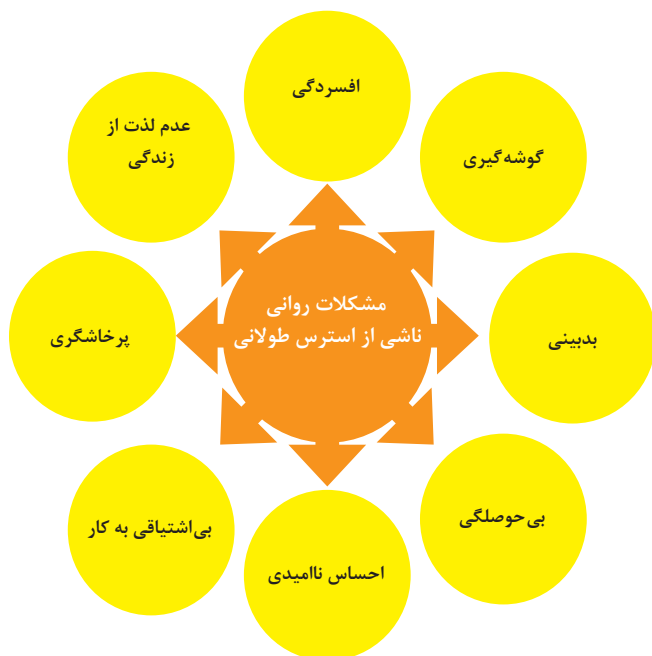 مشکلات روانی
ناشی از استرس طولانی
افسردگی
گوشه‌گیری
بدبینی
بی‌حوصلگی
احساس ناامیدی
بی‌اشتیاقی به کار
پرخاشگری
عدم لذت از
زندگی